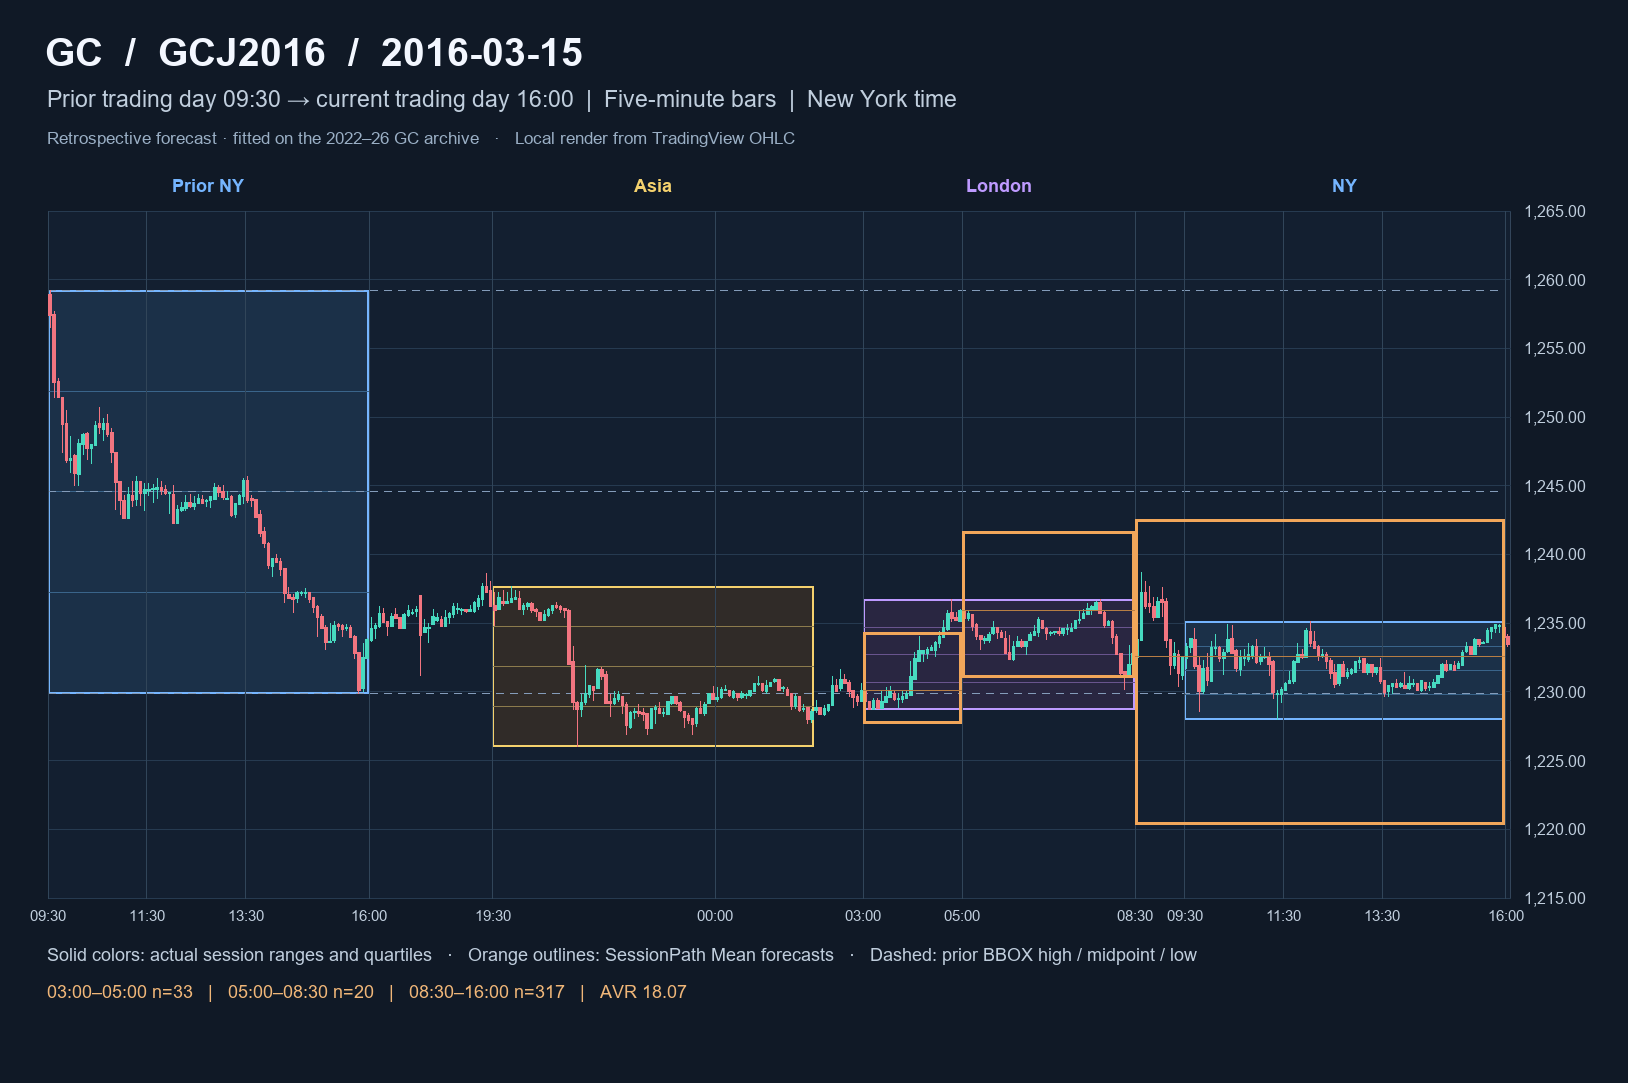 GC / GCJ2016 / 2016-03-15
Prior trading day 09:30 → current trading day 16:00 | Five-minute bars | New York time
Retrospective forecast · fitted on the 2022–26 GC archive · Local render from TradingView OHLC
Prior NY Asia London NY
1,265.00
1,260.00
1,255.00
1,250.00
1,245.00
1,240.00
1,235.00
1,230.00
1,225.00
1,220.00
1,215.00
09:30 11:30 13:30 16:00 19:30 00:00 03:00 05:00 08:30 09:30 11:30 13:30 16:00
Solid colors: actual session ranges and quartiles · Orange outlines: SessionPath Mean forecasts · Dashed: prior BBOX high / midpoint / low
03:00–05:00 n=33 | 05:00–08:30 n=20 | 08:30–16:00 n=317 | AVR 18.07